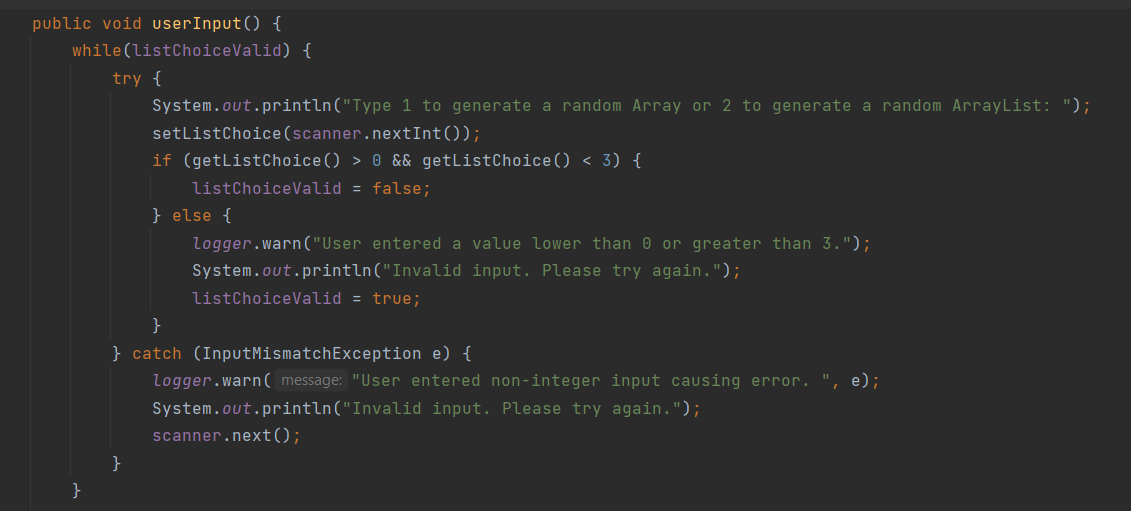 public void userInput() {
while(listChoiceValid) {
try {
System.out.println("Type 1 to generate a random Array or 2 to generate a random ArrayList: ");
setListChoice(scanner.nextInt());
if (getListChoice() > 0 && getListChoice() < 3) {
listChoiceValid = false;
} else {
logger.warn("User entered a value lower than 0 or greater than 3.");
System.out.println("Invalid input. Please try again.");
listChoiceValid = true;
}
} catch (InputMismatchException e) {
logger.warn( message: "User entered non-integer input causing error. ", e);
System.out.println("Invalid input. Please try again.");
scanner.next();
}
}